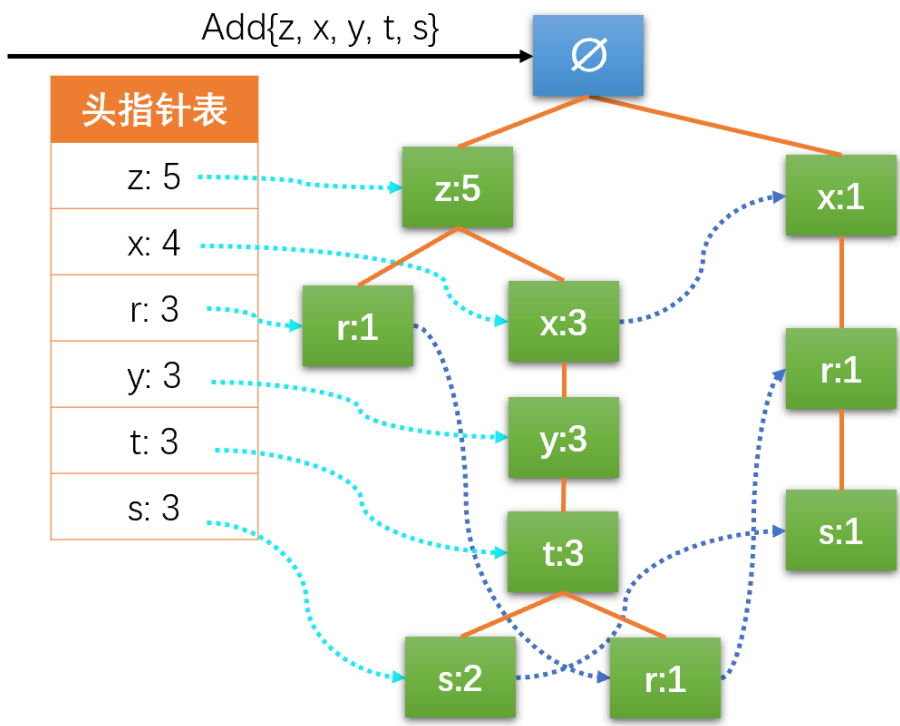 Add{z, x, y, t, s}
∅
头指针表
z: 5
x: 4
r: 3
y: 3
t: 3
s: 3
z:5
x:1
r:1
x:3
r:1
y:3
t:3
s:1
s:2
r:1